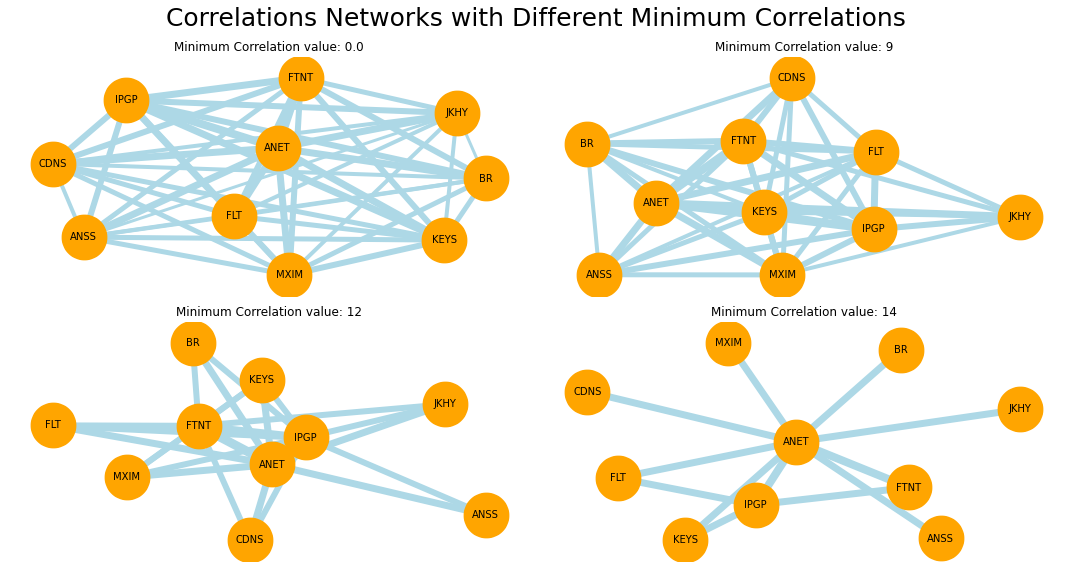 Correlations Networks with Different Minimum Correlations
Minimum Correlation value: 0.0
FTNT
IPGP
JKHY
ANET
CDNS
BR
FLT
ANSS
KEYS
MXIM
Minimum Correlation value: 9
CDNS
FTNT
BR
FLT
ANET
KEYS
JKHY
IPGP
ANSS
MXIM
Minimum Correlation value: 12
BR
KEYS
JKHY
FLT
FTNT
IPGP
ANET
MXIM
ANSS
CDNS
Minimum Correlation value: 14
MXIM
BR
CDNS
JKHY
ANET
FLT
FTNT
IPGP
KEYS
ANSS